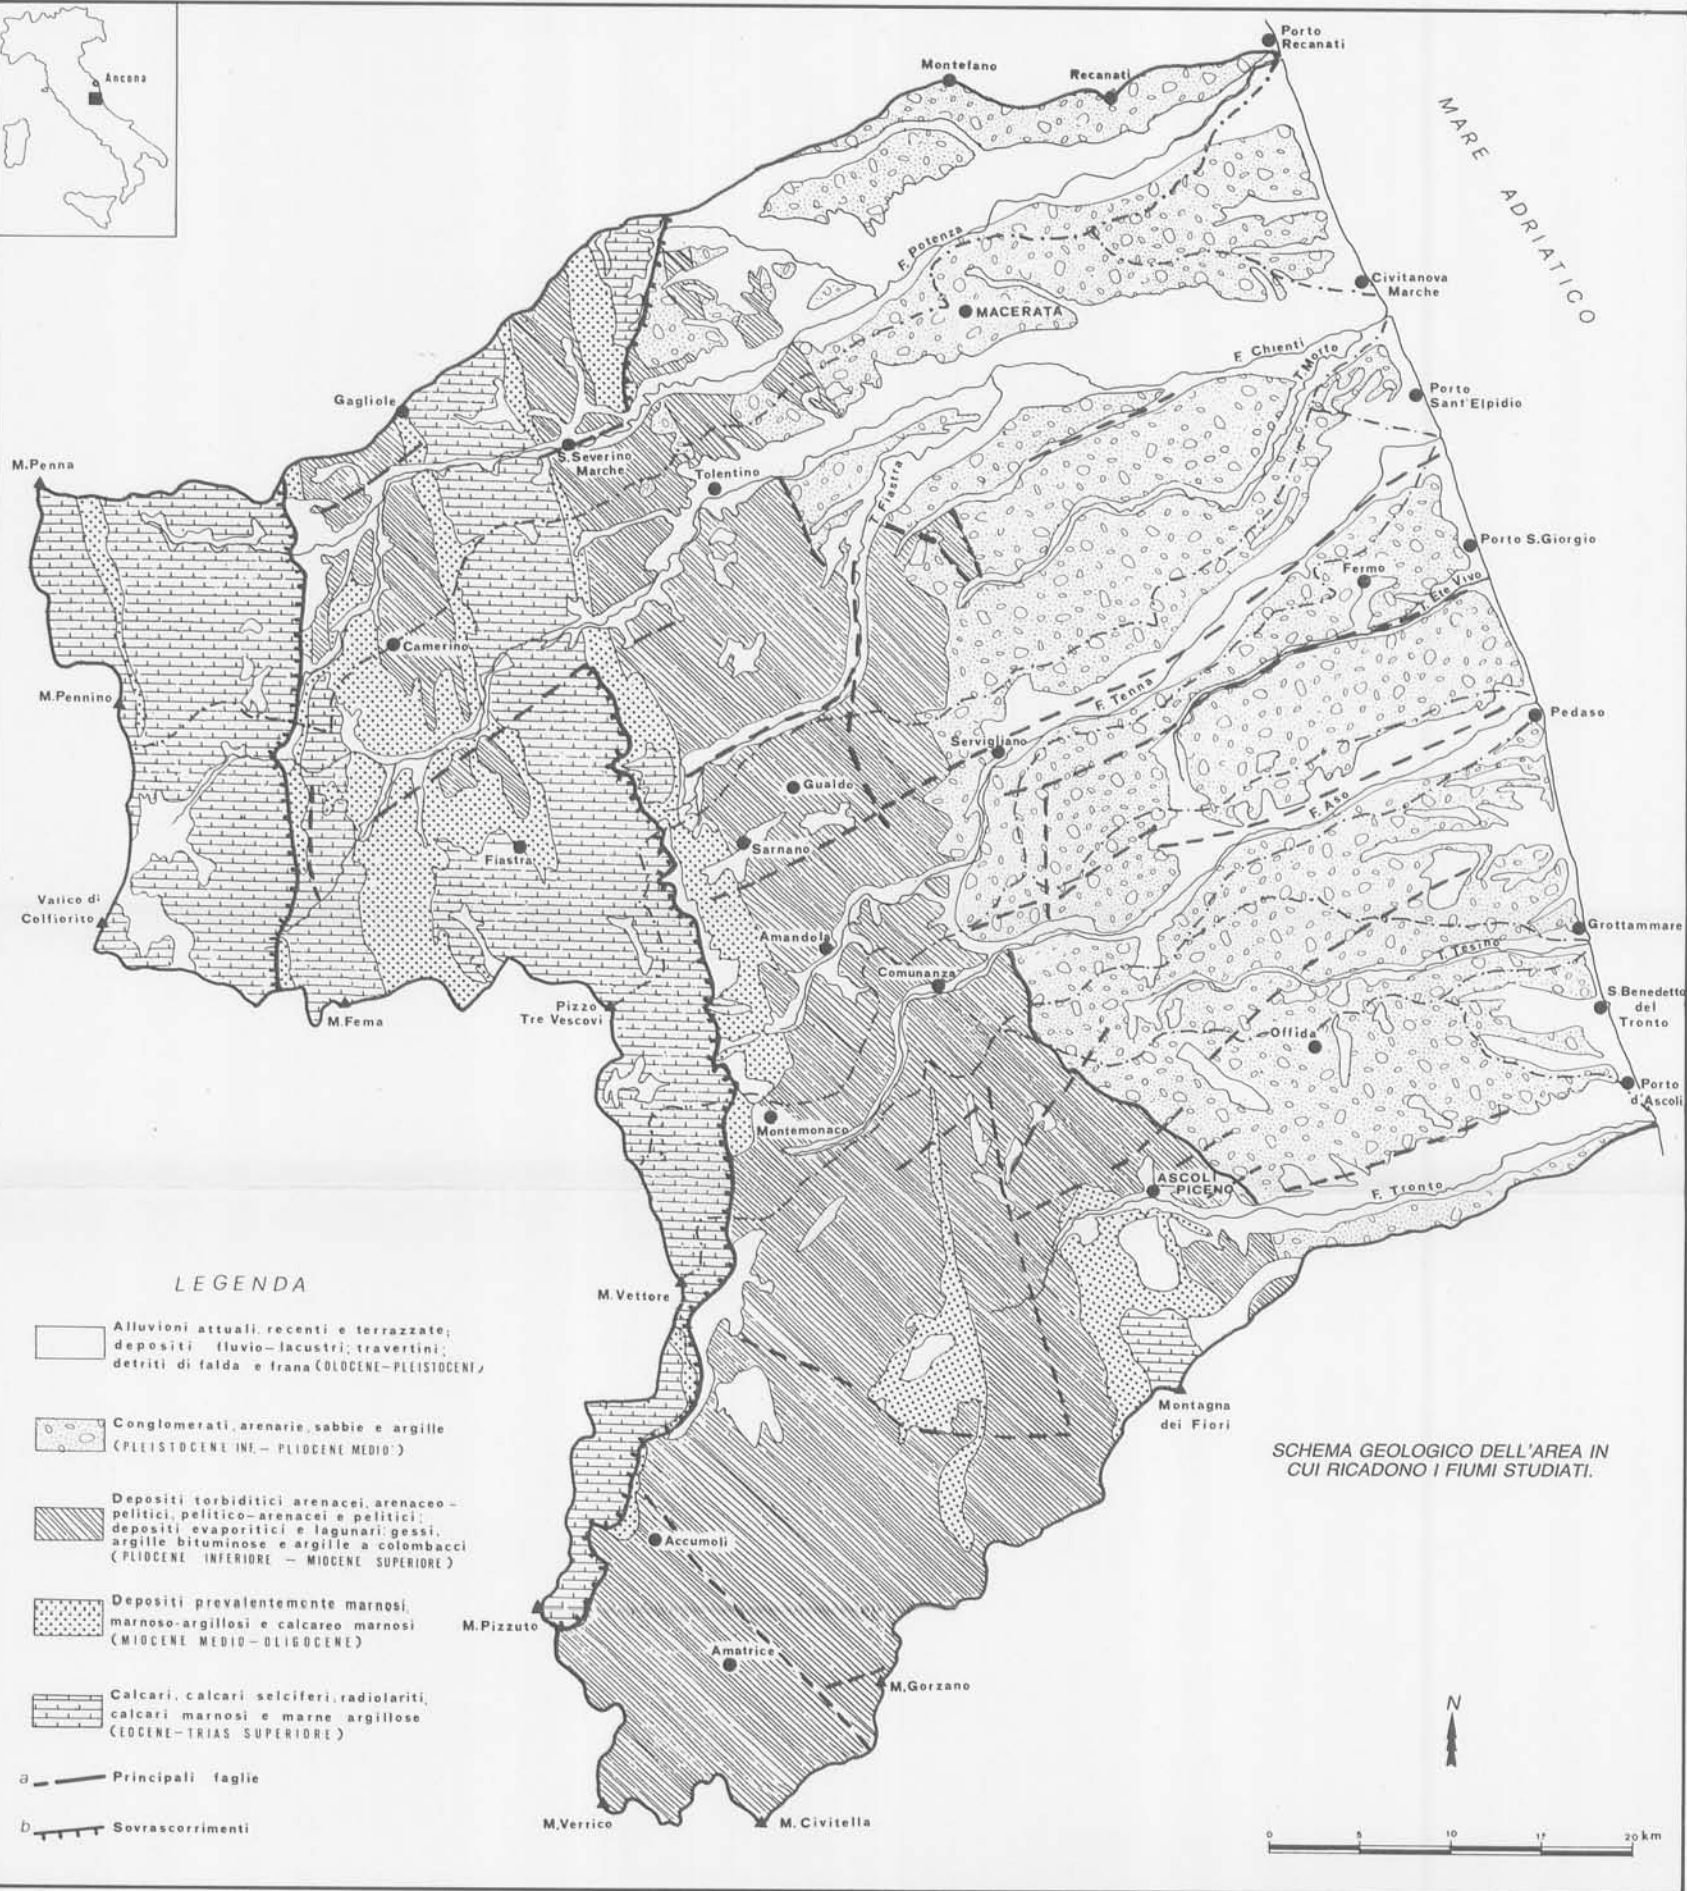 Ancona
Porto
Recanati
Montefano
Recanati
MARE ADRIATICO
F. Potenza
Civitanova
Marche
MACERATA
F. Chienti
T. Morto
Porto
Sant'Elpidio
Gagliole
S. Severino
Marche
M. Penna
Tolentino
T. Fiastra
Porto S. Giorgio
Fermo
T. Ete Vivo
Camerino
M. Pennino
F. Tenna
Pedaso
Servigliano
Gualdo
F. Aso
Sarnano
Fiastra
Valico di
Colfiorito
Amandola
Grottammare
T. Tesino
Comunanza
S. Benedetto
del
Tronto
Pizzo
Tre Vescovi
M. Fema
Offida
Porto
d'Ascoli
Montemonaco
ASCOLI
PICENO
F. Tronto
M. Vettore
LEGENDA
Alluvioni attuali, recenti e terrazzate;
depositi fluvio-lacustri; travertini;
detriti di falda e frana (OLOCENE-PLEISTOCENE)
Montagna
dei Fiori
Conglomerati, arenarie, sabbie e argille
(PLEISTOCENE INF. - PLIOCENE MEDIO)
SCHEMA GEOLOGICO DELL'AREA IN
CUI RICADONO I FIUMI STUDIATI.
Depositi torbiditici arenacei, arenaceo-
pelitici, pelitico-arenacei e pelitici;
depositi evaporitici e lagunari: gessi,
argille bituminose e argille a colombacci
(PLIOCENE INFERIORE - MIOCENE SUPERIORE)
Accumoli
Depositi prevalentemente marnosi,
marnoso-argillosi e calcareo marnosi
(MIOCENE MEDIO-OLIGOCENE)
M. Pizzuto
Amatrice
M. Gorzano
Calcari, calcari selciferi, radiolariti,
calcari marnosi e marne argillose
(EOCENE-TRIAS SUPERIORE)
N
a Principali faglie
b Sovrascorrimenti
M. Verrico
M. Civitella
0 5 10 15 20 km